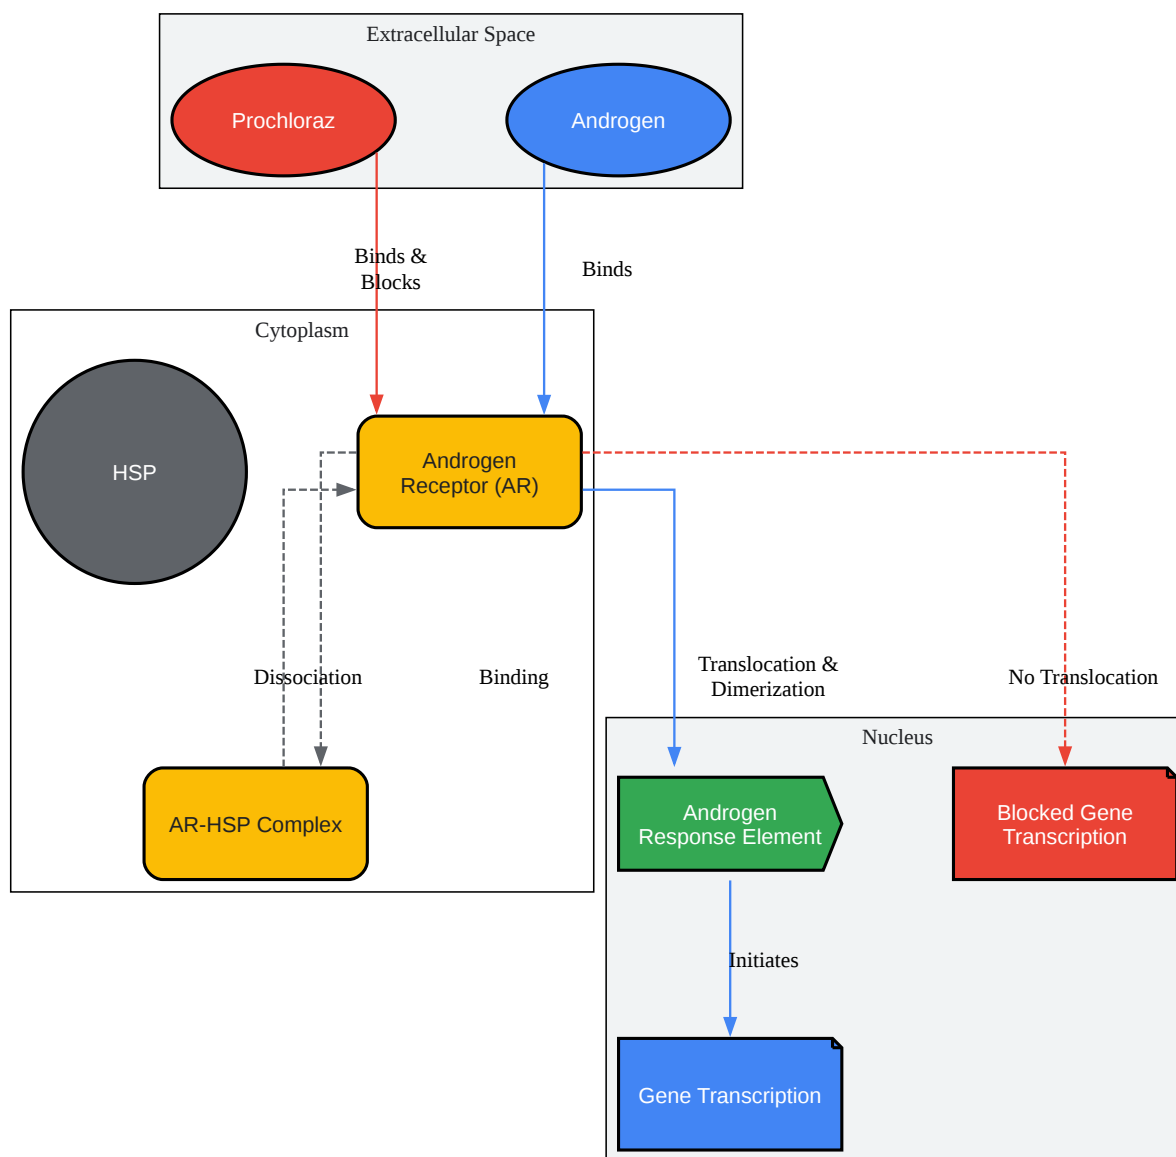 Extracellular Space
Prochloraz
Androgen
Binds &
Blocks
Binds
Cytoplasm
HSP
Androgen
Receptor (AR)
Dissociation
Binding
Translocation &
Dimerization
No Translocation
Nucleus
AR-HSP Complex
Androgen
Response Element
Blocked Gene
Transcription
Initiates
Gene Transcription